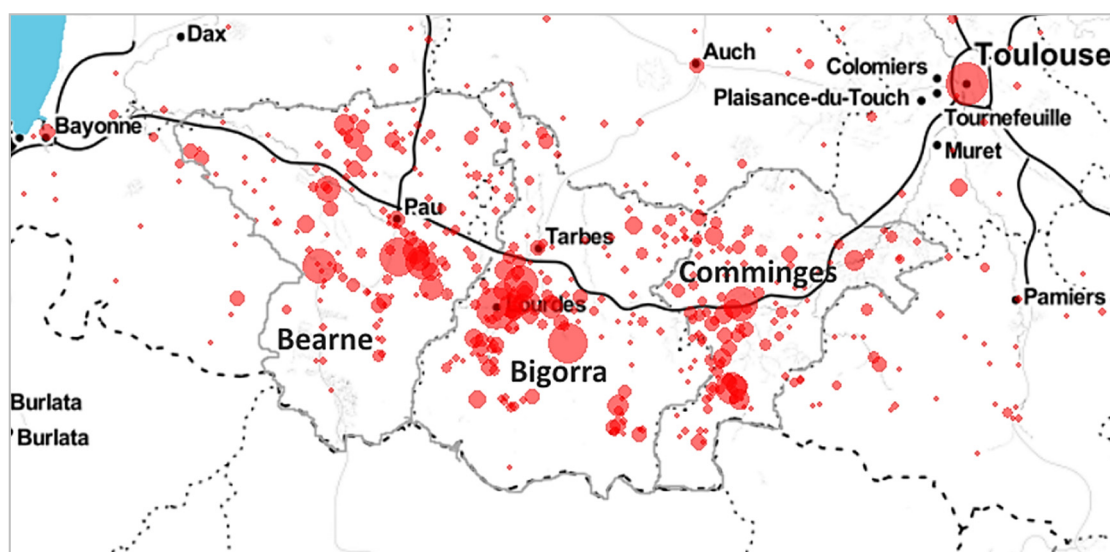 Dax
Auch
Toulouse
Colomiers
Plaisance-du-Touch
Tournefeuille
Bayonne
Muret
Pau
Tarbes
Comminges
Lourdes
Pamiers
Bearne
Bigorra
Burlata
Burlata